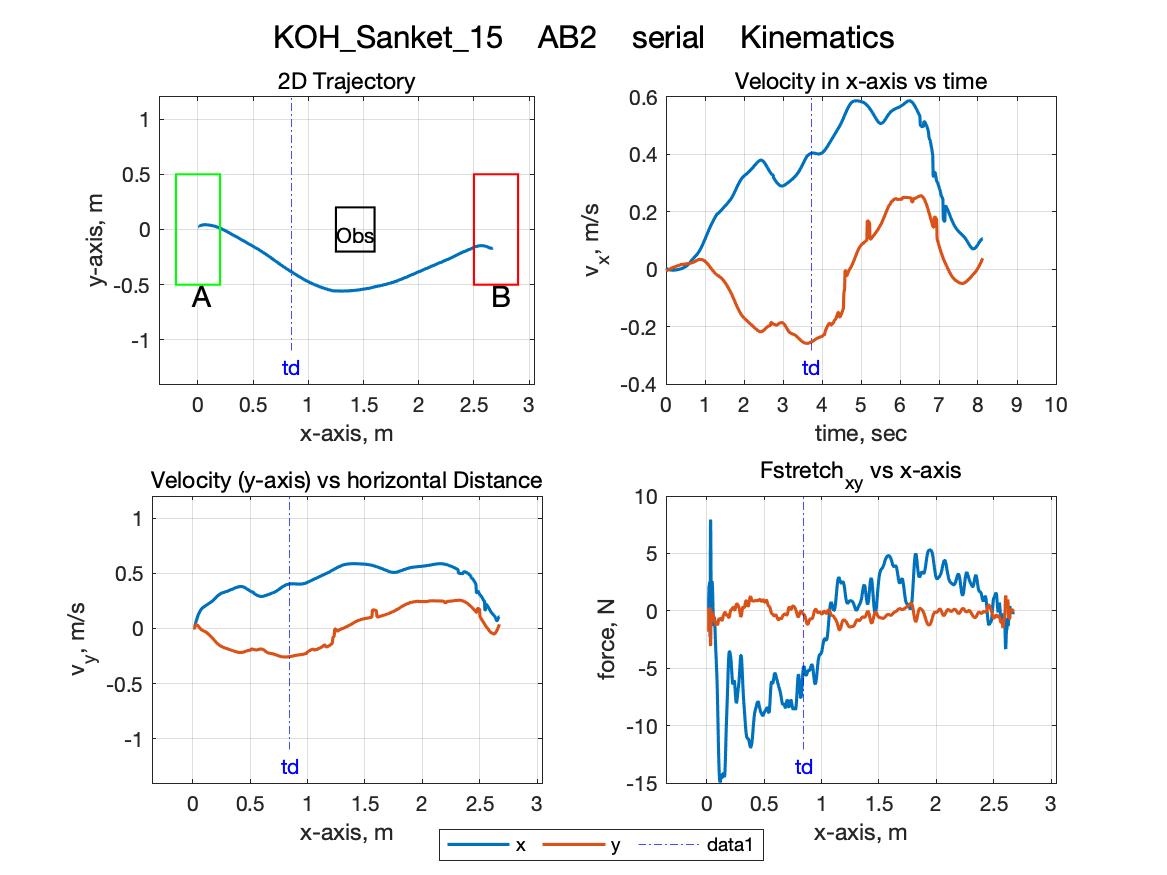 KOH_Sanket_15 AB2 serial Kinematics
2D Trajectory
1
0.5
0
-0.5
-1
y-axis, m
Obs
A
B
td
0 0.5 1 1.5 2 2.5 3
x-axis, m
Velocity in x-axis vs time
0.6
0.4
0.2
0
-0.2
-0.4
v_x, m/s
td
0 1 2 3 4 5 6 7 8 9 10
time, sec
Velocity (y-axis) vs horizontal Distance
1
0.5
0
-0.5
-1
v_y, m/s
td
0 0.5 1 1.5 2 2.5 3
x-axis, m
Fstretch_xy vs x-axis
10
5
0
-5
-10
-15
force, N
td
0 0.5 1 1.5 2 2.5 3
x-axis, m
x y data1